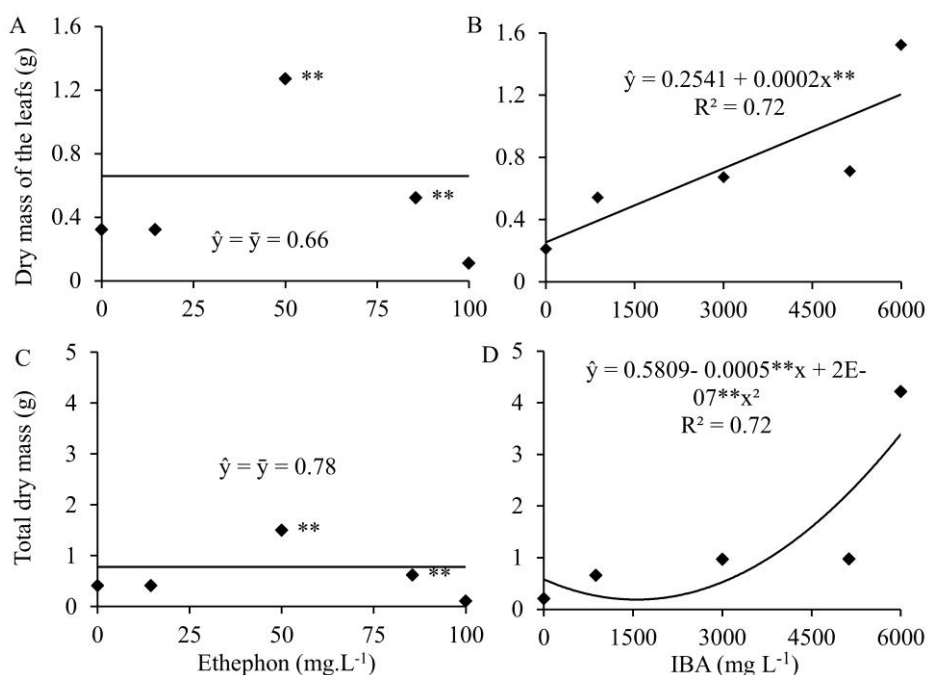 A
Dry mass of the leafs (g)
1.6
1.2
0.8
0.4
0
**
**
ŷ = ȳ = 0.66
0 25 50 75 100
B
1.6
1.2
0.8
0.4
0
ŷ = 0.2541 + 0.0002x**
R² = 0.72
0 1500 3000 4500 6000
C
Total dry mass (g)
5
4
3
2
1
0
ŷ = ȳ = 0.78
**
**
0 25 50 75 100
Ethephon (mg.L⁻¹)
D
5
4
3
2
1
0
ŷ = 0.5809- 0.0005**x + 2E-
07**x²
R² = 0.72
0 1500 3000 4500 6000
IBA (mg L⁻¹)